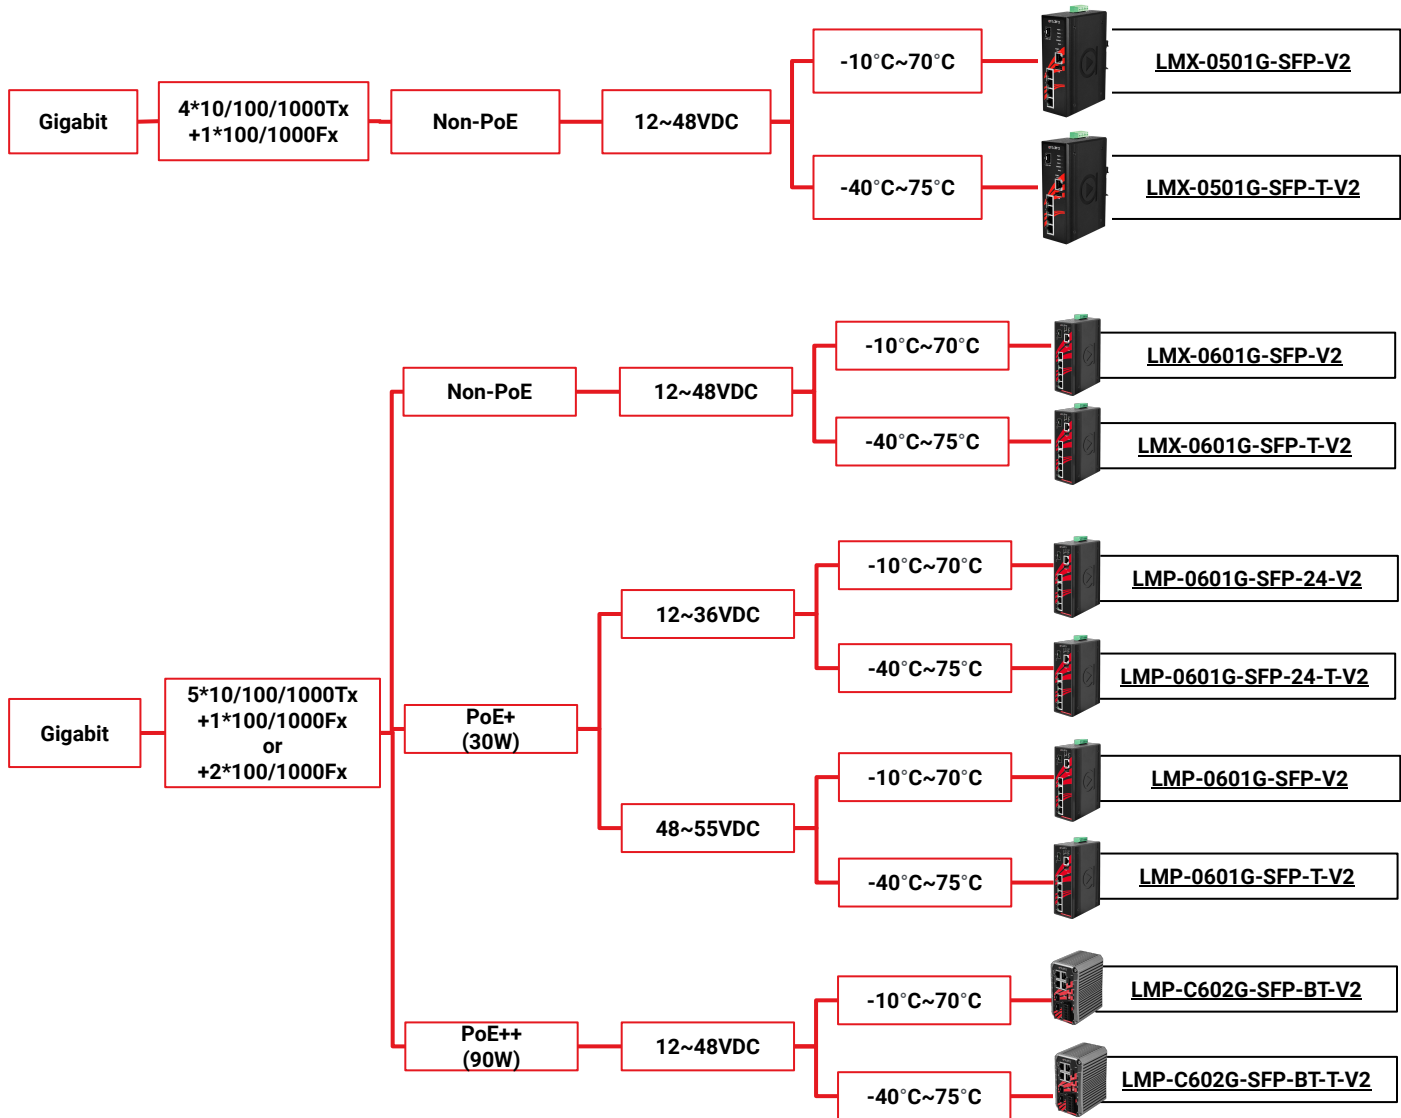 Gigabit
4*10/100/1000Tx
+1*100/1000Fx
Non-PoE
12~48VDC
-10°C~70°C
LMX-0501G-SFP-V2
-40°C~75°C
LMX-0501G-SFP-T-V2
Gigabit
5*10/100/1000Tx
+1*100/1000Fx
or
+2*100/1000Fx
Non-PoE
12~48VDC
-10°C~70°C
LMX-0601G-SFP-V2
-40°C~75°C
LMX-0601G-SFP-T-V2
PoE+
(30W)
12~36VDC
-10°C~70°C
LMP-0601G-SFP-24-V2
-40°C~75°C
LMP-0601G-SFP-24-T-V2
48~55VDC
-10°C~70°C
LMP-0601G-SFP-V2
-40°C~75°C
LMP-0601G-SFP-T-V2
PoE++
(90W)
12~48VDC
-10°C~70°C
LMP-C602G-SFP-BT-V2
-40°C~75°C
LMP-C602G-SFP-BT-T-V2